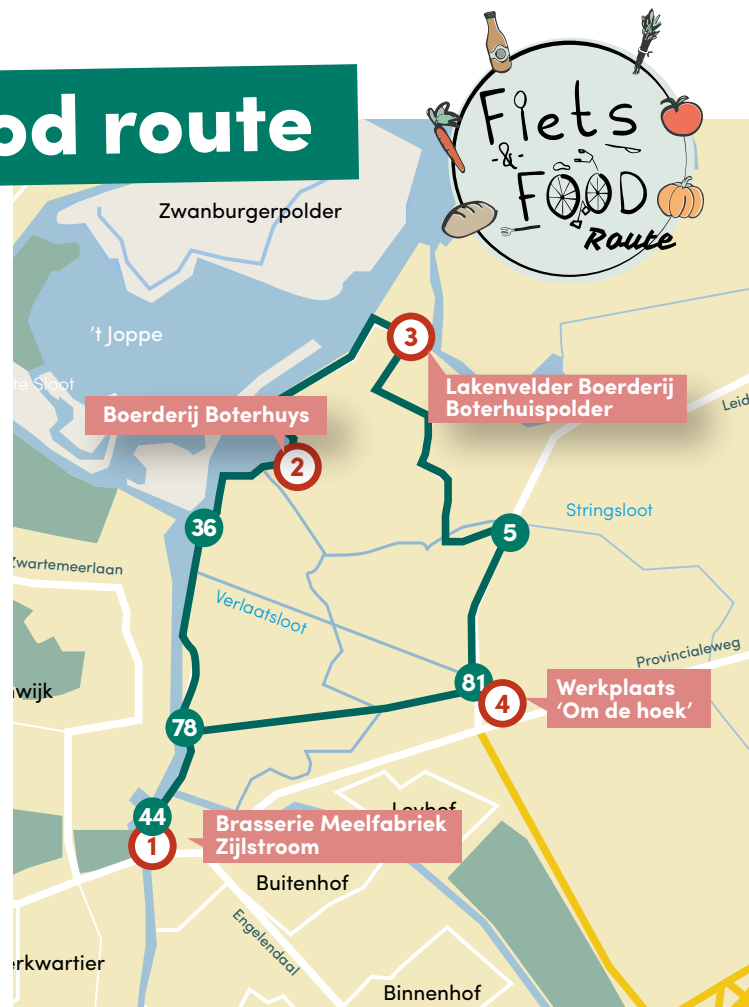 od route
Fiets
-&-
FOOD
Route
Zwanburgerpolder
't Joppe
te Sloot
3
Lakenvelder Boerderij
Boterhuispolder
Leid
Boerderij Boterhuys
2
36
5
Stringsloot
Zwartemeerlaan
Verlaatsloot
Provincialeweg
wijk
81
4
Werkplaats
‘Om de hoek’
78
44
1
Brasserie Meelfabriek
Zijlstroom
Leyhof
Buitenhof
Engelendaal
erkwartier
Binnenhof